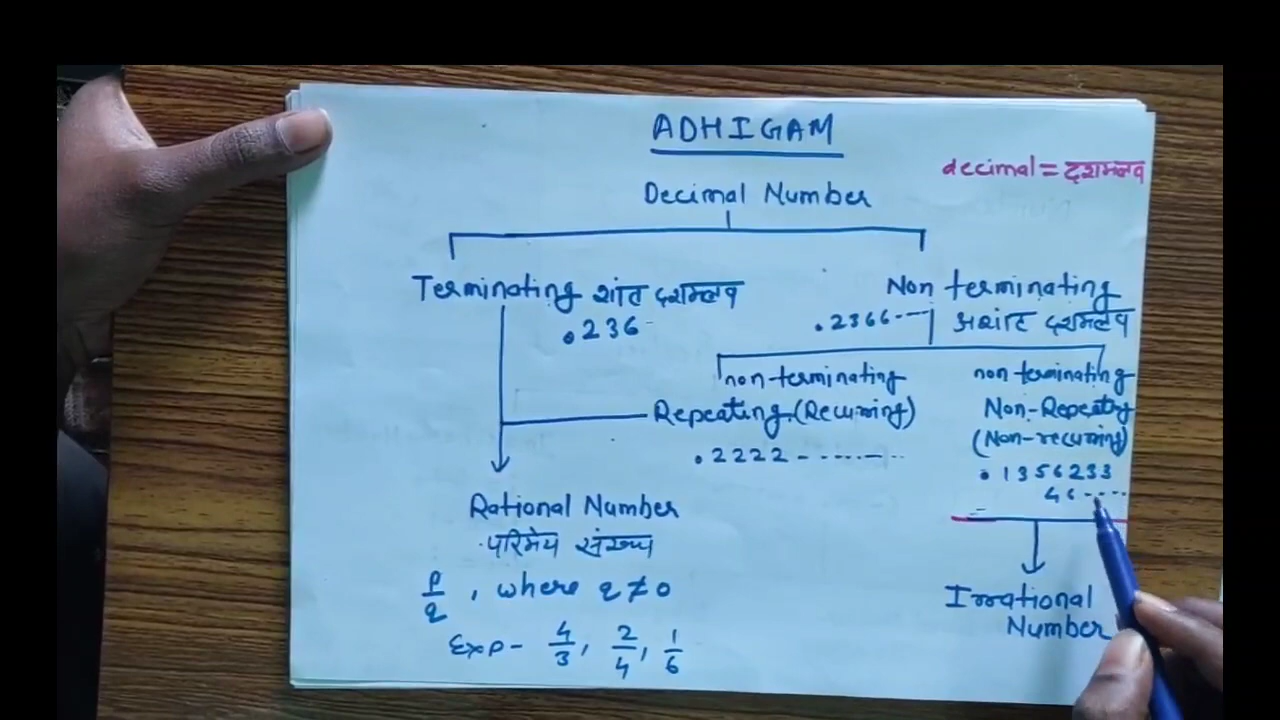 ADHIGAM
decimal = दशमलव
Decimal Number
Terminating शांत दशमलव
.236
Non terminating
.2366---
अशांत दशमलव
non-terminating
Repeating (Recurring)
.2222--------
non terminating
Non-Repeating
(Non-recurring)
.1356233
46----
Rational Number
परिमेय संख्या
p/q , where q ≠ 0
Exp- 4/3, 2/4, 1/6
Irrational
Number